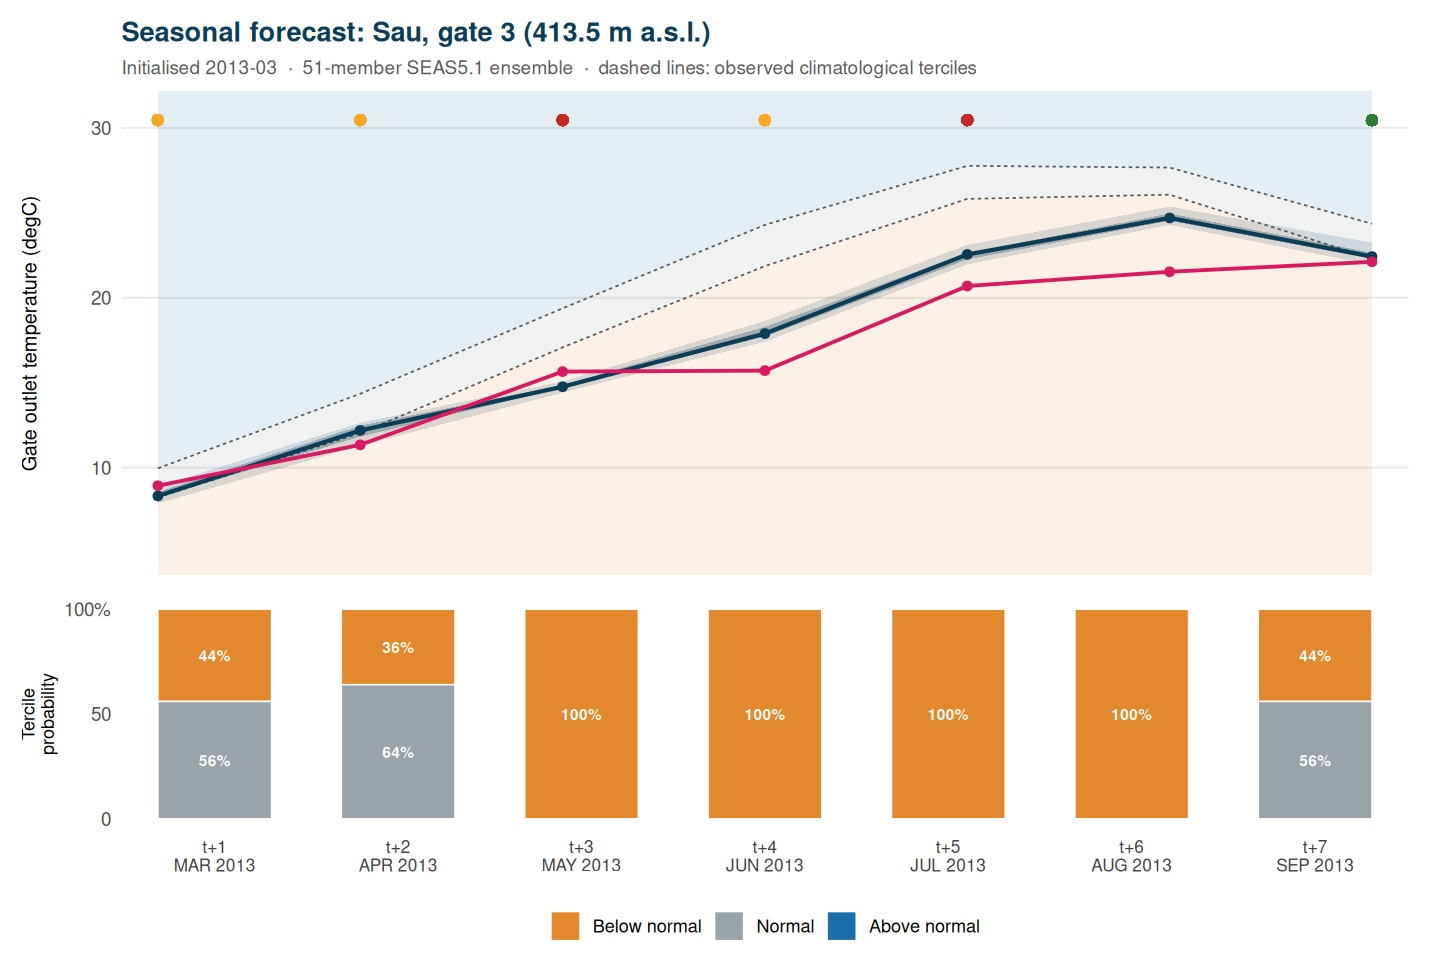 Seasonal forecast: Sau, gate 3 (413.5 m a.s.l.)
Initialised 2013-03 · 51-member SEAS5.1 ensemble · dashed lines: observed climatological terciles
Gate outlet temperature (degC)
30
20
10
Tercile
probability
100%
50
0
44%
36%
100%
100%
100%
100%
44%
56%
64%
56%
t+1
MAR 2013
t+2
APR 2013
t+3
MAY 2013
t+4
JUN 2013
t+5
JUL 2013
t+6
AUG 2013
t+7
SEP 2013
Below normal
Normal
Above normal